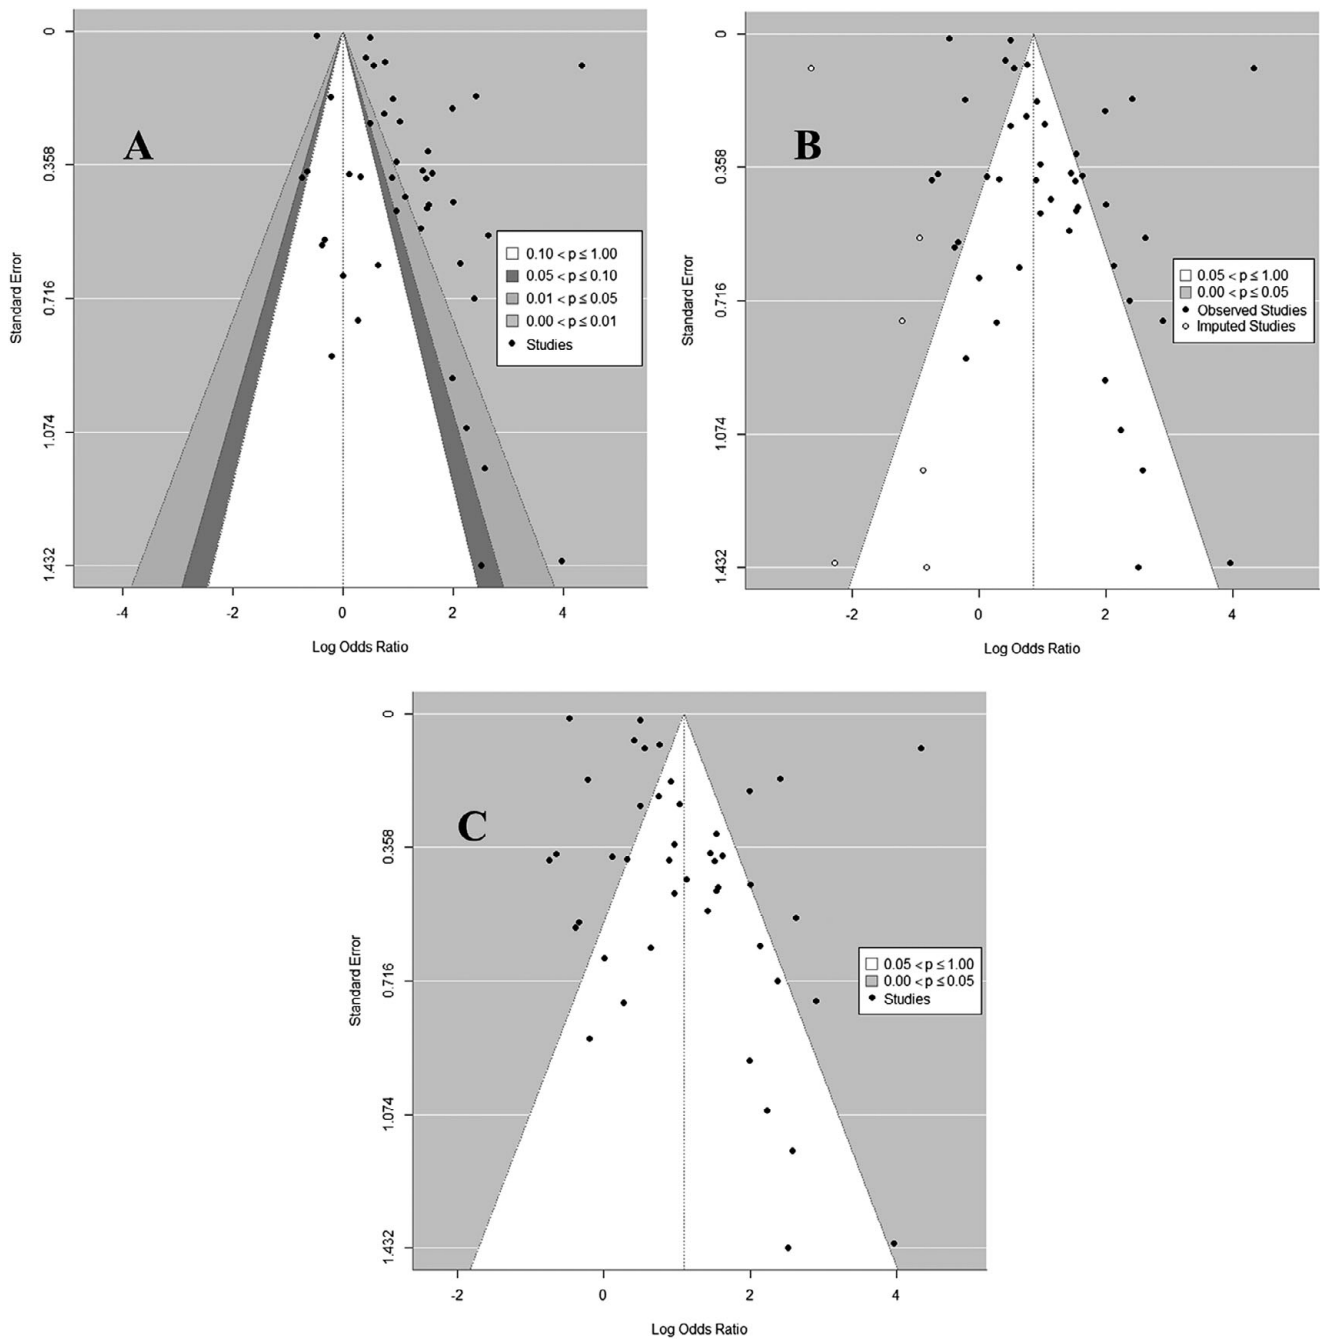 A
0
0.358
0.716
1.074
1.432
Standard Error
0.10 < p ≤ 1.00
0.05 < p ≤ 0.10
0.01 < p ≤ 0.05
0.00 < p ≤ 0.01
Studies
-4
-2
0
2
4
Log Odds Ratio
B
0
0.358
0.716
1.074
1.432
Standard Error
0.05 < p ≤ 1.00
0.00 < p ≤ 0.05
Observed Studies
Imputed Studies
-2
0
2
4
Log Odds Ratio
C
0
0.358
0.716
1.074
1.432
Standard Error
0.05 < p ≤ 1.00
0.00 < p ≤ 0.05
Studies
-2
0
2
4
Log Odds Ratio